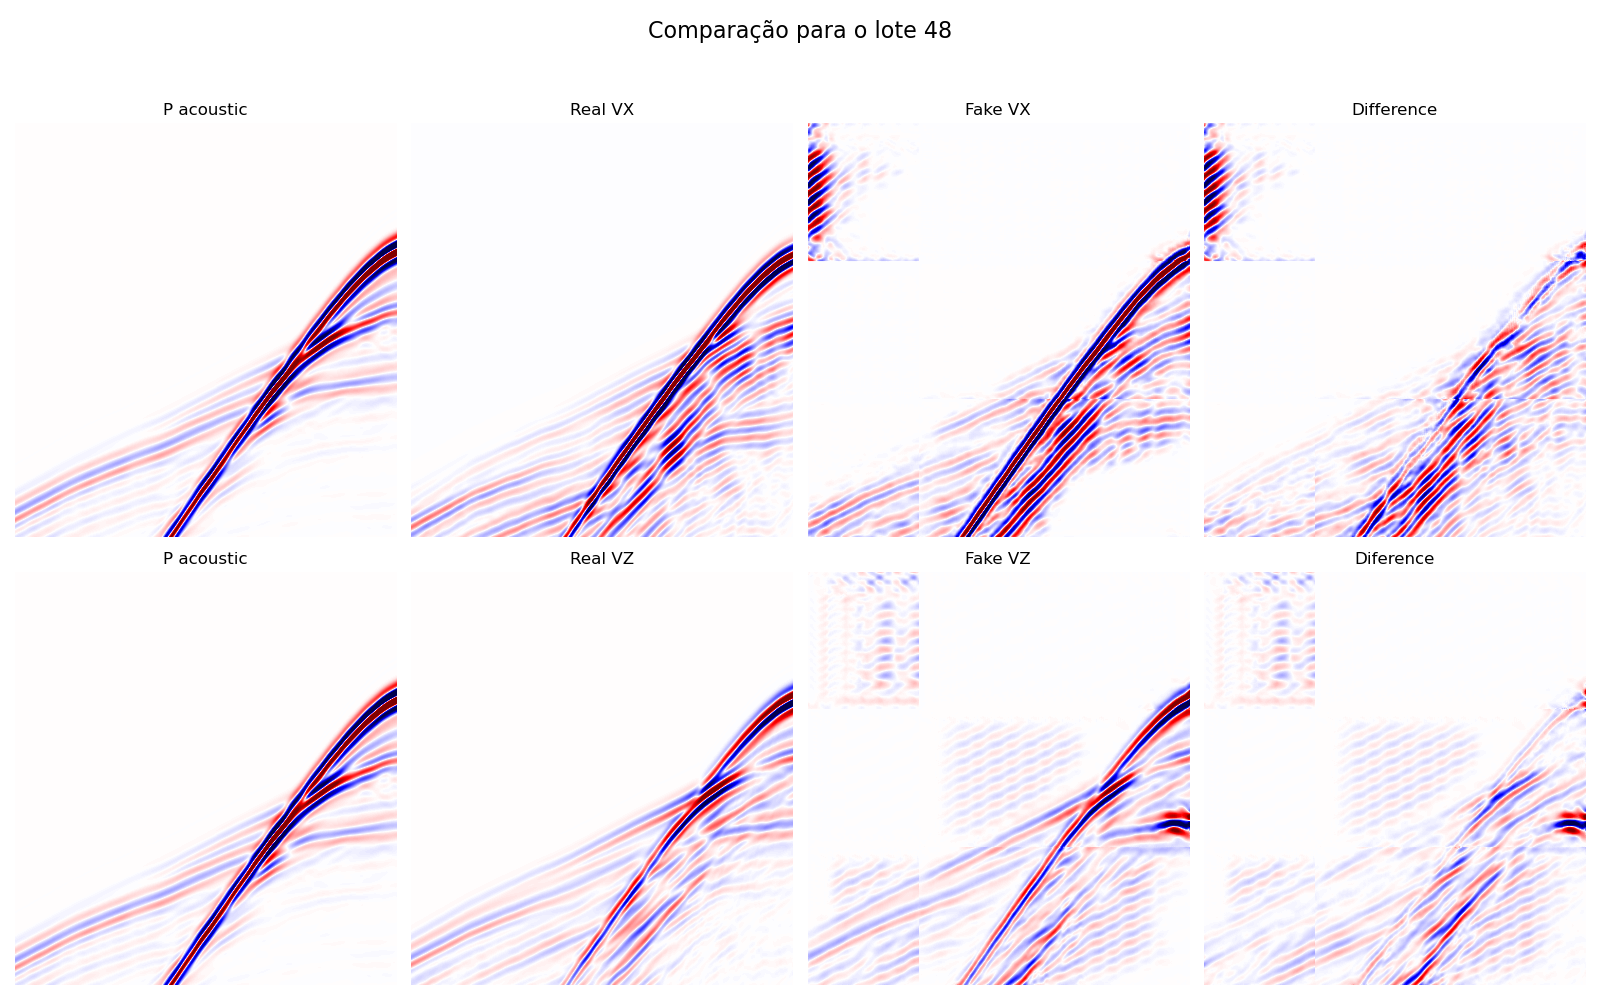 Comparação para o lote 48
P acoustic
Real VX
Fake VX
Difference
P acoustic
Real VZ
Fake VZ
Diference